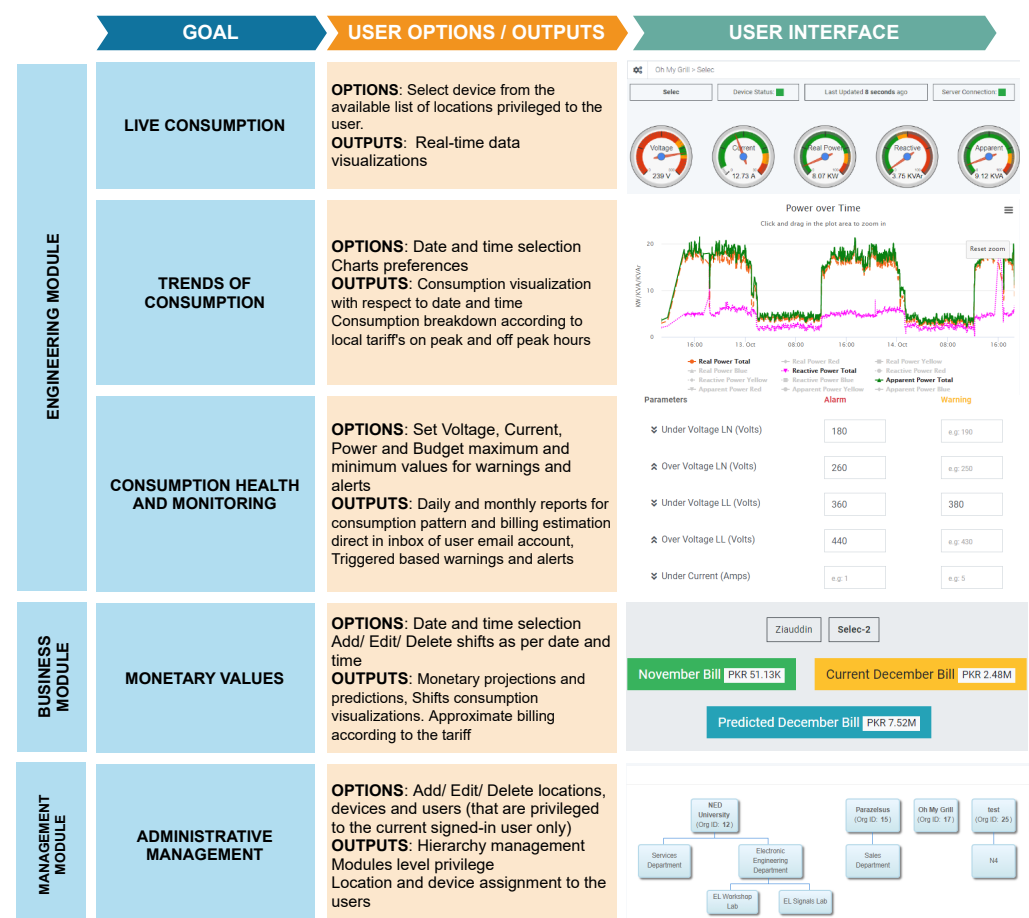 GOAL
USER OPTIONS / OUTPUTS
USER INTERFACE
ENGINEERING MODULE
LIVE CONSUMPTION
OPTIONS: Select device from the
available list of locations privileged to the
user.
OUTPUTS: Real-time data
visualizations
Oh My Grill > Selec
Selec
Device Status:
Last Updated 8 seconds ago
Server Connection:
Voltage
239 V
Current
12.73 A
Real Power
8.07 KW
Reactive
3.75 KVAr
Apparent
9.12 KVA
TRENDS OF
CONSUMPTION
OPTIONS: Date and time selection
Charts preferences
OUTPUTS: Consumption visualization
with respect to date and time
Consumption breakdown according to
local tariff's on peak and off peak hours
Power over Time
Click and drag in the plot area to zoom in
Reset zoom
KW/KVA/KVAr
20
10
0
16:00
13. Oct
08:00
16:00
14. Oct
08:00
16:00
Real Power Total
Real Power Red
Real Power Yellow
Real Power Blue
Reactive Power Total
Reactive Power Red
Reactive Power Yellow
Reactive Power Blue
Apparent Power Total
Apparent Power Red
Apparent Power Yellow
Apparent Power Blue
CONSUMPTION HEALTH
AND MONITORING
OPTIONS: Set Voltage, Current,
Power and Budget maximum and
minimum values for warnings and
alerts
OUTPUTS: Daily and monthly reports for
consumption pattern and billing estimation
direct in inbox of user email account,
Triggered based warnings and alerts
Parameters
Alarm
Warning
Under Voltage LN (Volts)
180
e.g: 190
Over Voltage LN (Volts)
260
e.g: 250
Under Voltage LL (Volts)
360
380
Over Voltage LL (Volts)
440
e.g: 430
Under Current (Amps)
e.g: 1
e.g: 5
BUSINESS
MODULE
MONETARY VALUES
OPTIONS: Date and time selection
Add/ Edit/ Delete shifts as per date and
time
OUTPUTS: Monetary projections and
predictions, Shifts consumption
visualizations. Approximate billing
according to the tariff
Ziauddin
Selec-2
November Bill PKR 51.13K
Current December Bill PKR 2.48M
Predicted December Bill PKR 7.52M
MANAGEMENT
MODULE
ADMINISTRATIVE
MANAGEMENT
OPTIONS: Add/ Edit/ Delete locations,
devices and users (that are privileged
to the current signed-in user only)
OUTPUTS: Hierarchy management
Modules level privilege
Location and device assignment to the
users
NED
University
(Org ID: 12)
Parazelsus
(Org ID: 15)
Oh My Grill
(Org ID: 17)
test
(Org ID: 25)
Services
Department
Electronic
Engineering
Department
Sales
Department
N4
EL Workshop
Lab
EL Signals Lab